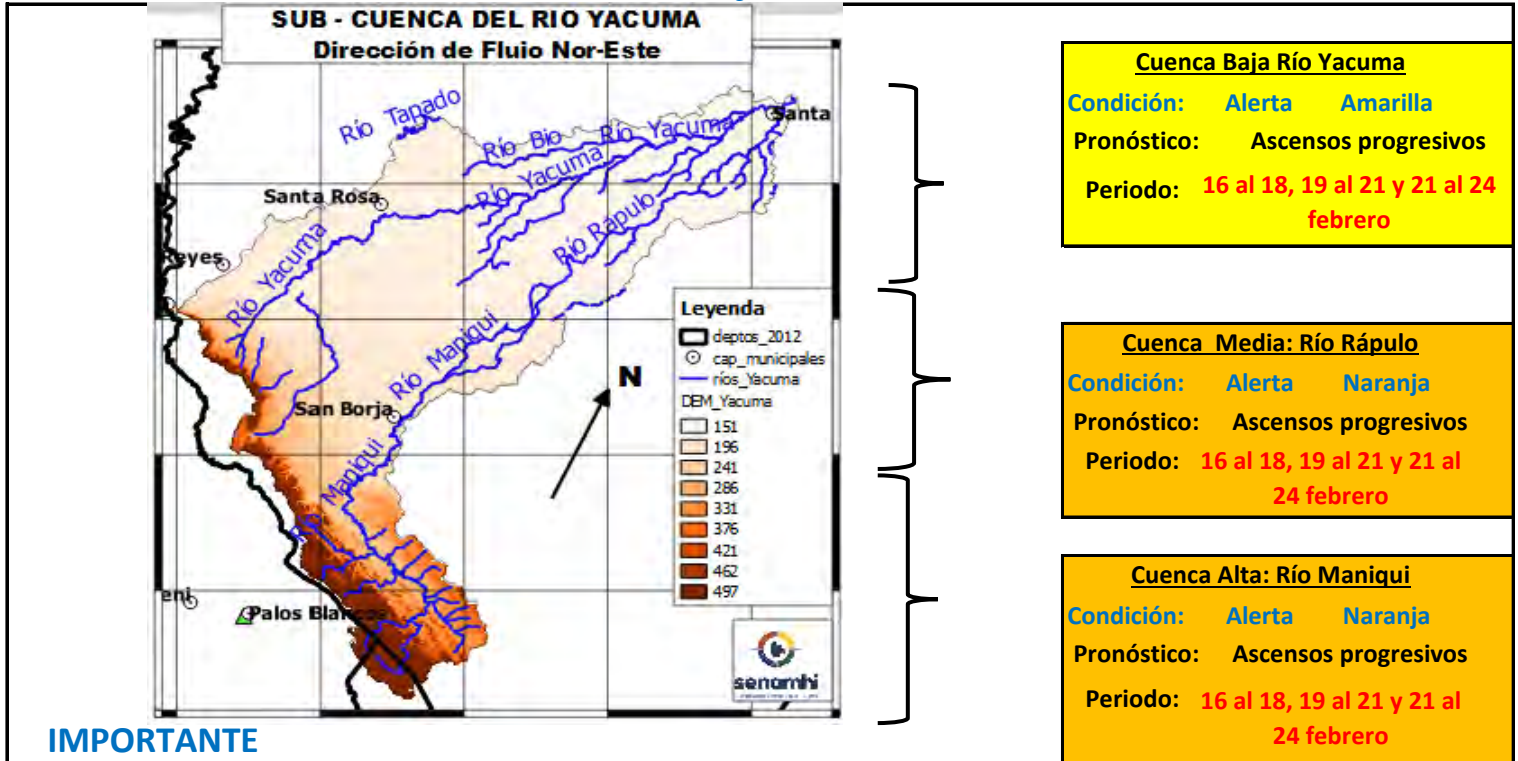 SUB - CUENCA DEL RIO YACUMA
Dirección de Fluio Nor-Este
Río Tapado
Río Bio
Río Yacuma
Santa
Río Yacuma
Santa Rosa
Río Rápulo
Reyes
Río Yacuma
Río Maniqui
San Borja
Río Maniqui
N
eni
Palos Blancos
Leyenda
deptos_2012
cap_municipales
ríos_Yacuma
DEM_Yacuma
151
196
241
286
331
376
421
462
497
senamhi
Cuenca Baja Río Yacuma
Condición: Alerta Amarilla
Pronóstico: Ascensos progresivos
Periodo: 16 al 18, 19 al 21 y 21 al 24
febrero
Cuenca Media: Río Rápulo
Condición: Alerta Naranja
Pronóstico: Ascensos progresivos
Periodo: 16 al 18, 19 al 21 y 21 al
24 febrero
Cuenca Alta: Río Maniqui
Condición: Alerta Naranja
Pronóstico: Ascensos progresivos
Periodo: 16 al 18, 19 al 21 y 21 al
24 febrero
IMPORTANTE